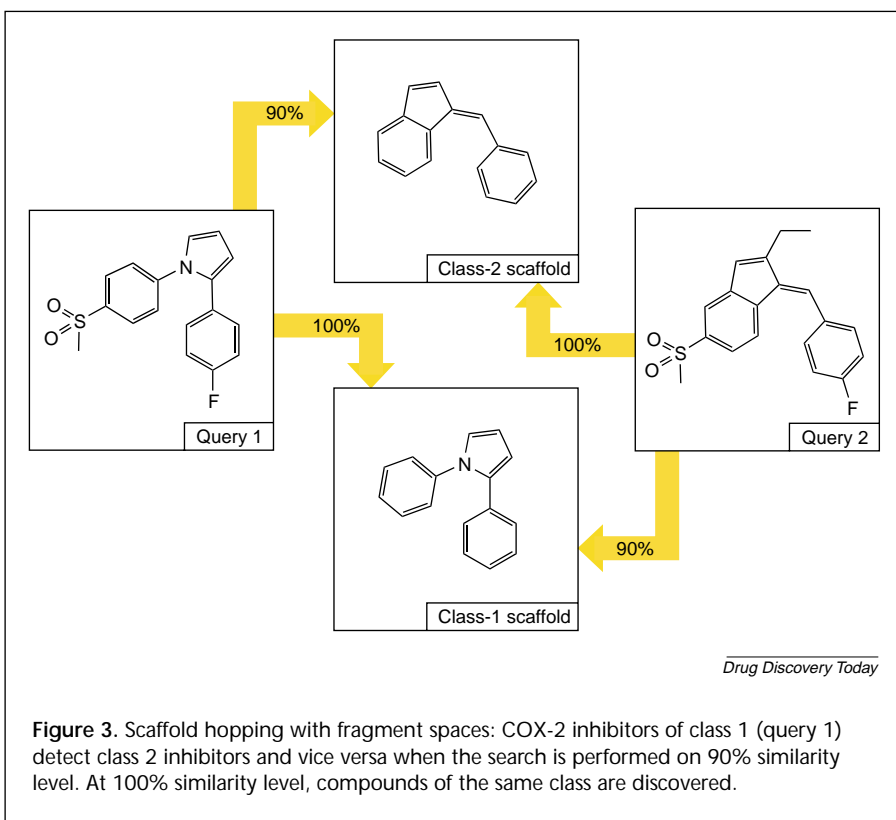 90%
Class-2 scaffold
N
O
S
O
F
Query 1
100%
100%
O
S
O
F
Query 2
N
Class-1 scaffold
90%
Drug Discovery Today
Figure 3. Scaffold hopping with fragment spaces: COX-2 inhibitors of class 1 (query 1)
detect class 2 inhibitors and vice versa when the search is performed on 90% similarity
level. At 100% similarity level, compounds of the same class are discovered.